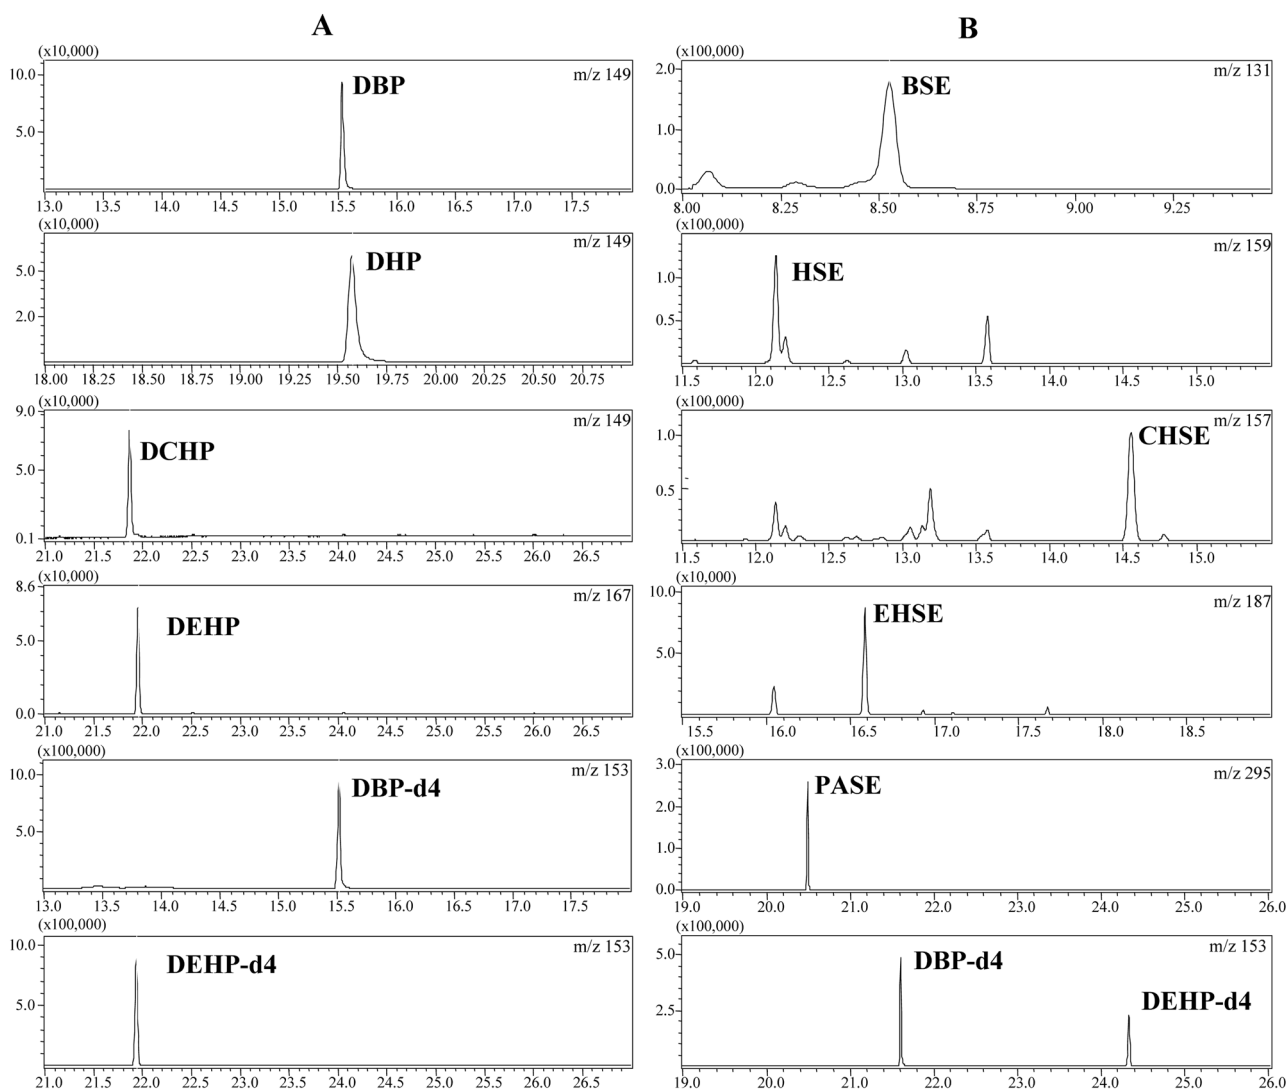 A
(x10,000)
10.0
5.0
DBP
m/z 149
13.0 13.5 14.0 14.5 15.0 15.5 16.0 16.5 17.0 17.5
(x10,000)
5.0
2.0
DHP
m/z 149
18.00 18.25 18.50 18.75 19.00 19.25 19.50 19.75 20.00 20.25 20.50 20.75
(x10,000)
9.0
5.0
0.1
DCHP
m/z 149
21.0 21.5 22.0 22.5 23.0 23.5 24.0 24.5 25.0 25.5 26.0 26.5
(x10,000)
8.6
5.0
0.0
DEHP
m/z 167
21.0 21.5 22.0 22.5 23.0 23.5 24.0 24.5 25.0 25.5 26.0 26.5
(x100,000)
10.0
5.0
DBP-d4
m/z 153
13.0 13.5 14.0 14.5 15.0 15.5 16.0 16.5 17.0 17.5
(x100,000)
10.0
5.0
DEHP-d4
m/z 153
21.0 21.5 22.0 22.5 23.0 23.5 24.0 24.5 25.0 25.5 26.0 26.5
B
(x100,000)
2.0
1.0
0.0
BSE
m/z 131
8.00 8.25 8.50 8.75 9.00 9.25
(x100,000)
1.0
0.5
HSE
m/z 159
11.5 12.0 12.5 13.0 13.5 14.0 14.5 15.0
(x100,000)
1.0
0.5
CHSE
m/z 157
11.5 12.0 12.5 13.0 13.5 14.0 14.5 15.0
(x10,000)
10.0
5.0
EHSE
m/z 187
15.5 16.0 16.5 17.0 17.5 18.0 18.5
(x100,000)
3.0
2.0
1.0
0.0
PASE
m/z 295
19.0 20.0 21.0 22.0 23.0 24.0 25.0 26.0
(x100,000)
5.0
2.5
DBP-d4
DEHP-d4
m/z 153
19.0 20.0 21.0 22.0 23.0 24.0 25.0 26.0